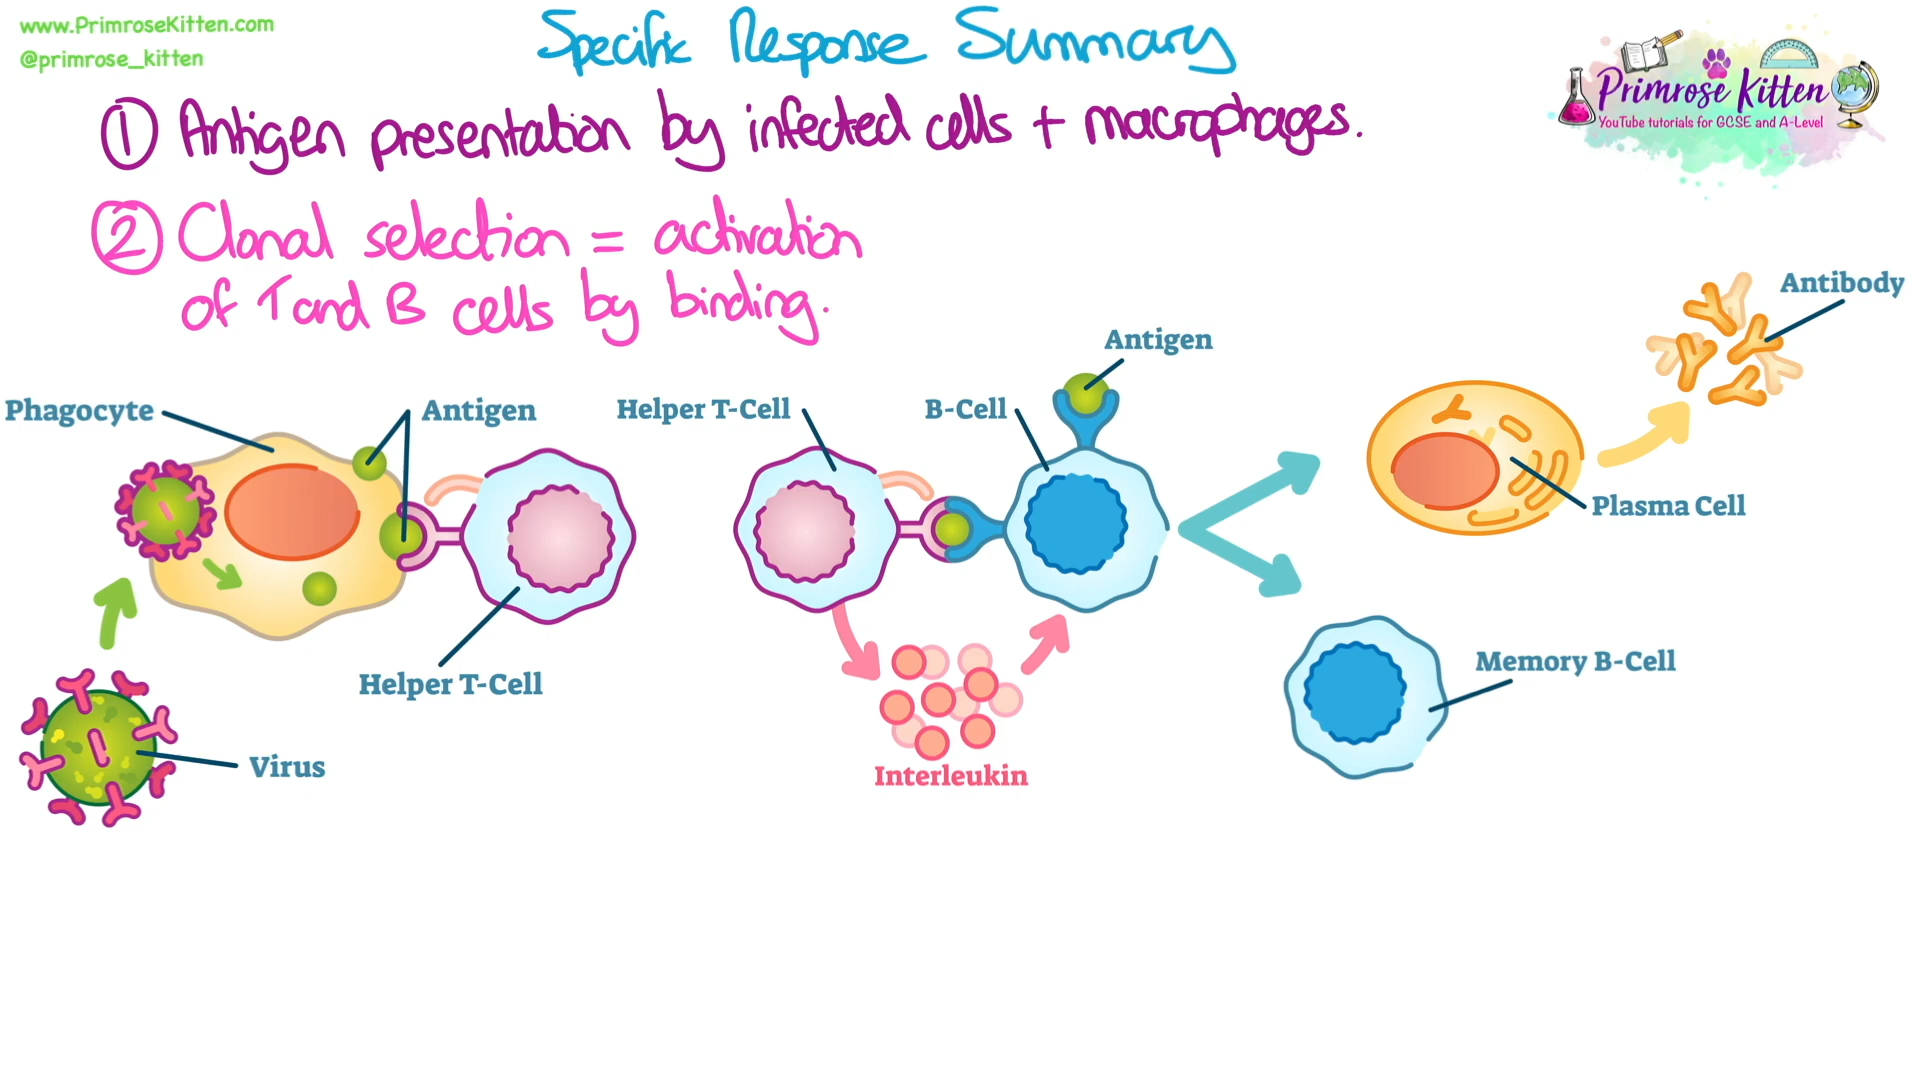 www.PrimroseKitten.com
@primrose_kitten
Specific Response Summary
Primrose Kitten
YouTube tutorials for GCSE and A-Level
① Antigen presentation by infected cells + macrophages.
② Clonal selection = activation
of T and B cells by binding.
Antibody
Antigen
Phagocyte
Antigen
Helper T-Cell
B-Cell
Plasma Cell
Helper T-Cell
Memory B-Cell
Virus
Interleukin